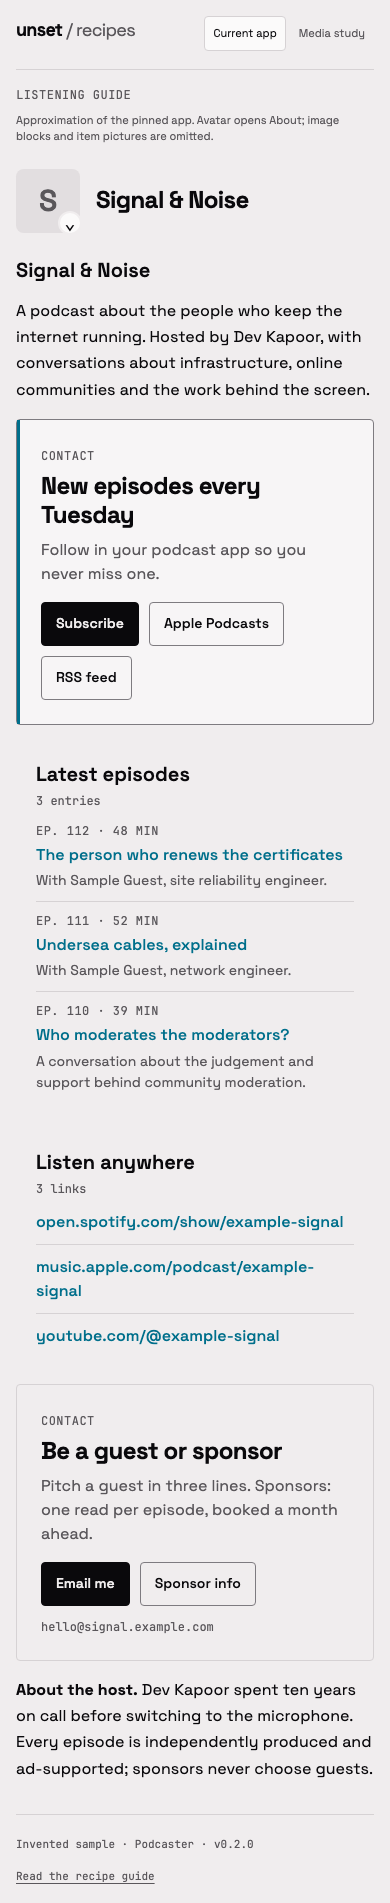 unset / recipes
Current app
Media study
LISTENING GUIDE
Approximation of the pinned app. Avatar opens About; image
blocks and item pictures are omitted.
S
Signal & Noise
Signal & Noise
A podcast about the people who keep the
internet running. Hosted by Dev Kapoor, with
conversations about infrastructure, online
communities and the work behind the screen.
CONTACT
New episodes every
Tuesday
Follow in your podcast app so you
never miss one.
Subscribe
Apple Podcasts
RSS feed
Latest episodes
3 entries
EP. 112 · 48 MIN
The person who renews the certificates
With Sample Guest, site reliability engineer.
EP. 111 · 52 MIN
Undersea cables, explained
With Sample Guest, network engineer.
EP. 110 · 39 MIN
Who moderates the moderators?
A conversation about the judgement and
support behind community moderation.
Listen anywhere
3 links
open.spotify.com/show/example-signal
music.apple.com/podcast/example-
signal
youtube.com/@example-signal
CONTACT
Be a guest or sponsor
Pitch a guest in three lines. Sponsors:
one read per episode, booked a month
ahead.
Email me
Sponsor info
hello@signal.example.com
About the host. Dev Kapoor spent ten years
on call before switching to the microphone.
Every episode is independently produced and
ad-supported; sponsors never choose guests.
Invented sample · Podcaster · v0.2.0
Read the recipe guide